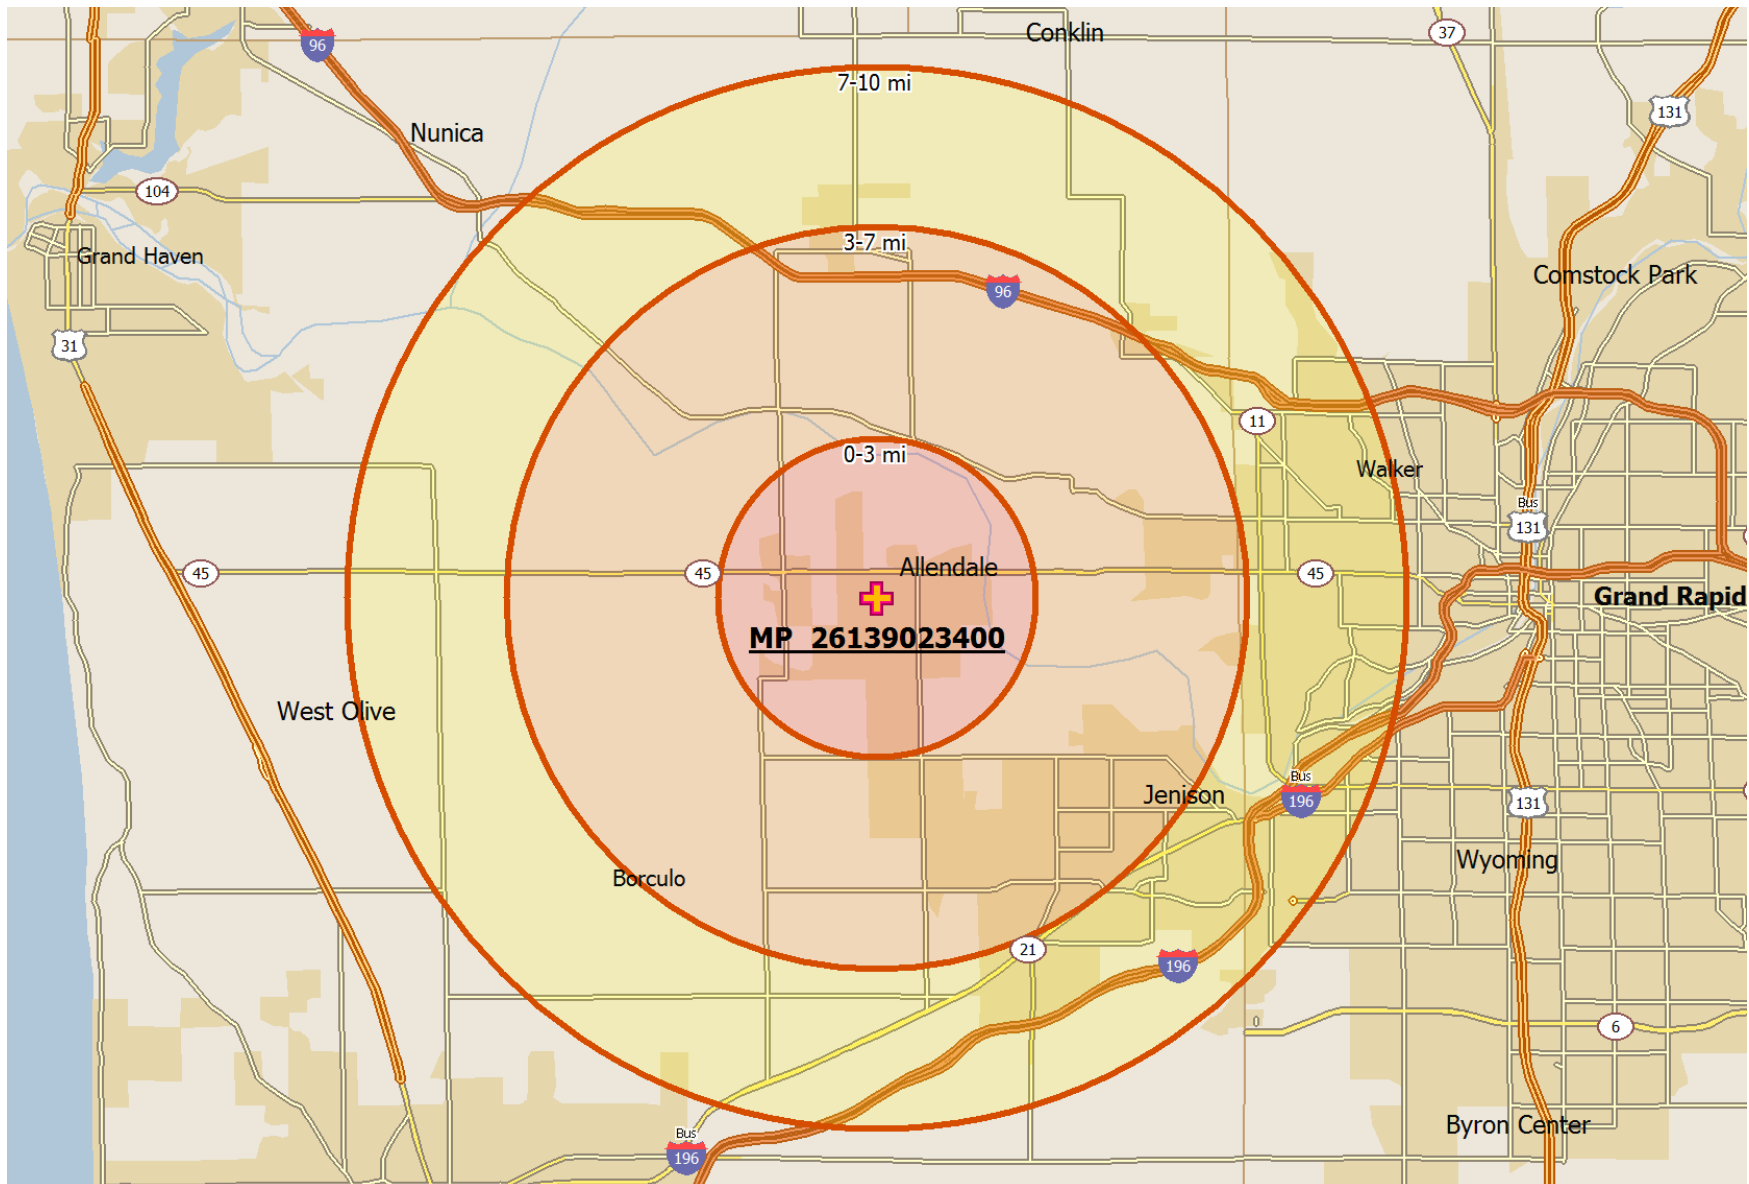 Conklin
37
96
7-10 mi
131
Nunica
104
3-7 mi
Grand Haven
Comstock Park
96
31
11
0-3 mi
Walker
Bus
131
45
45
Allendale
45
Grand Rapid
MP 26139023400
West Olive
Bus
196
Jenison
131
Wyoming
Borculo
21
196
6
Byron Center
Bus
196